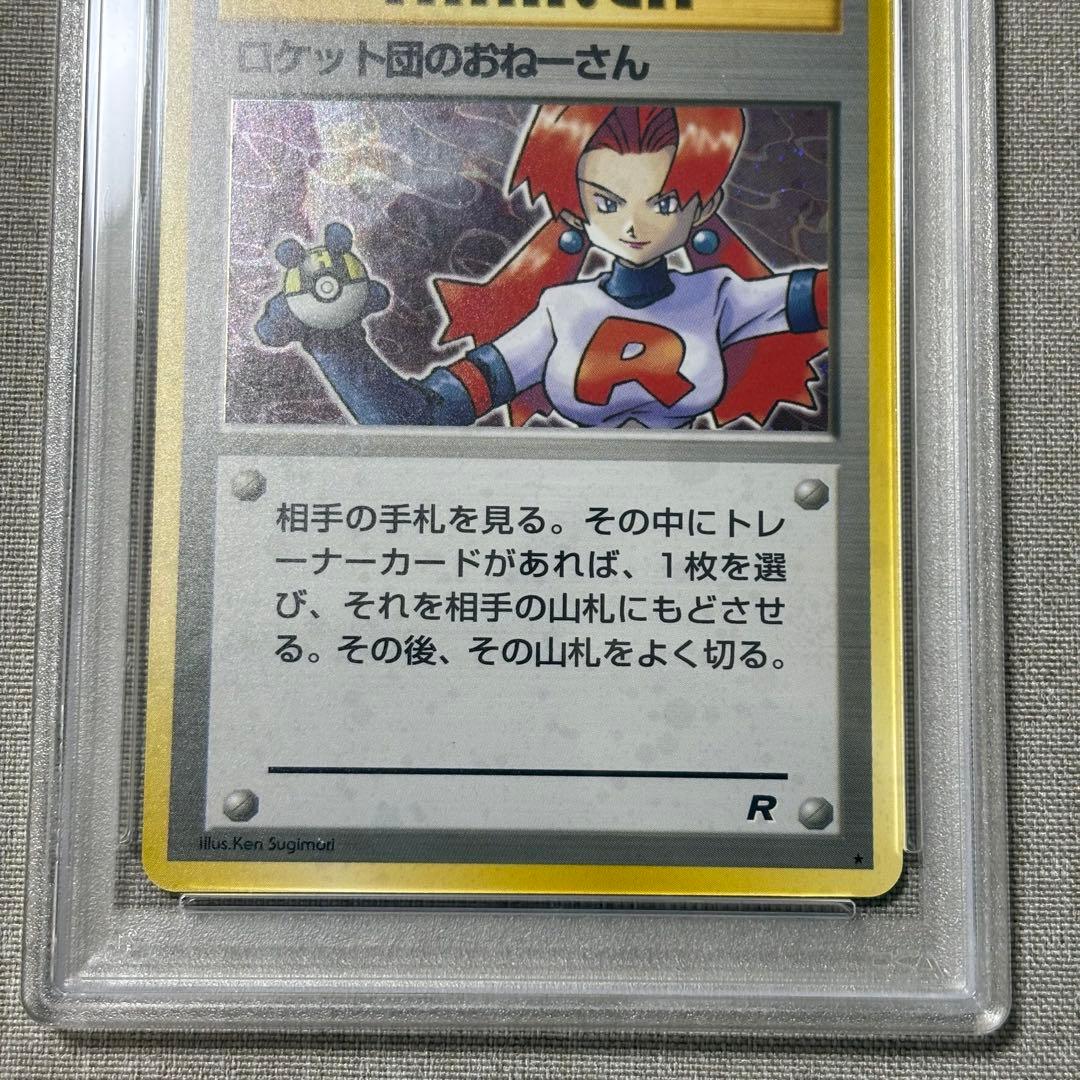 ロケット団のおねーさん
R
相手の手札を見る。その中にトレ
ーナーカードがあれば、1枚を選
び、それを相手の山札にもどさせ
る。その後、その山札をよく切る。
R
Illus.Ken Sugimori
★